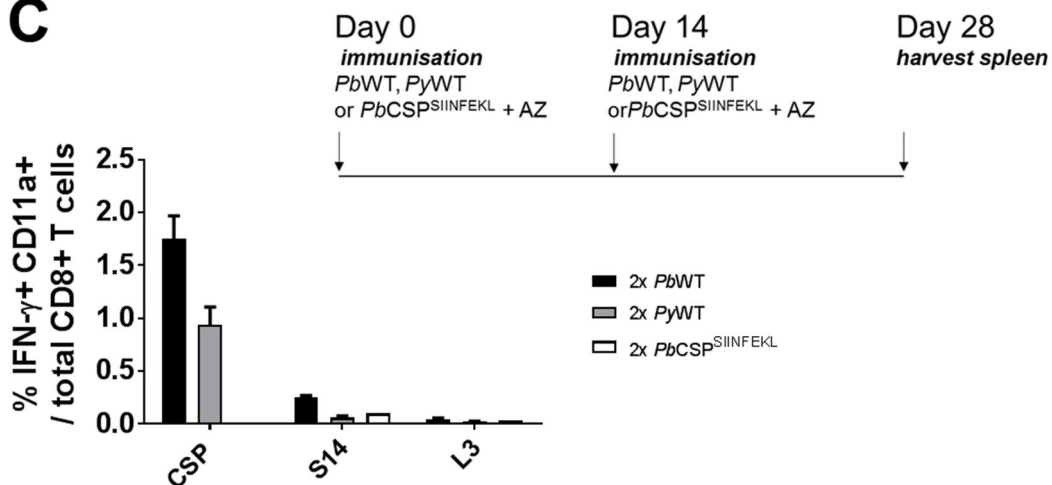 C
Day 0
immunisation
PbWT, PyWT
or PbCSPSIINFEKL + AZ
Day 14
immunisation
PbWT, PyWT
orPbCSPSIINFEKL + AZ
Day 28
harvest spleen
% IFN-γ+ CD11a+
/ total CD8+ T cells
2.5
2.0
1.5
1.0
0.5
0.0
CSP
S14
L3
2x PbWT
2x PyWT
2x PbCSPSIINFEKL